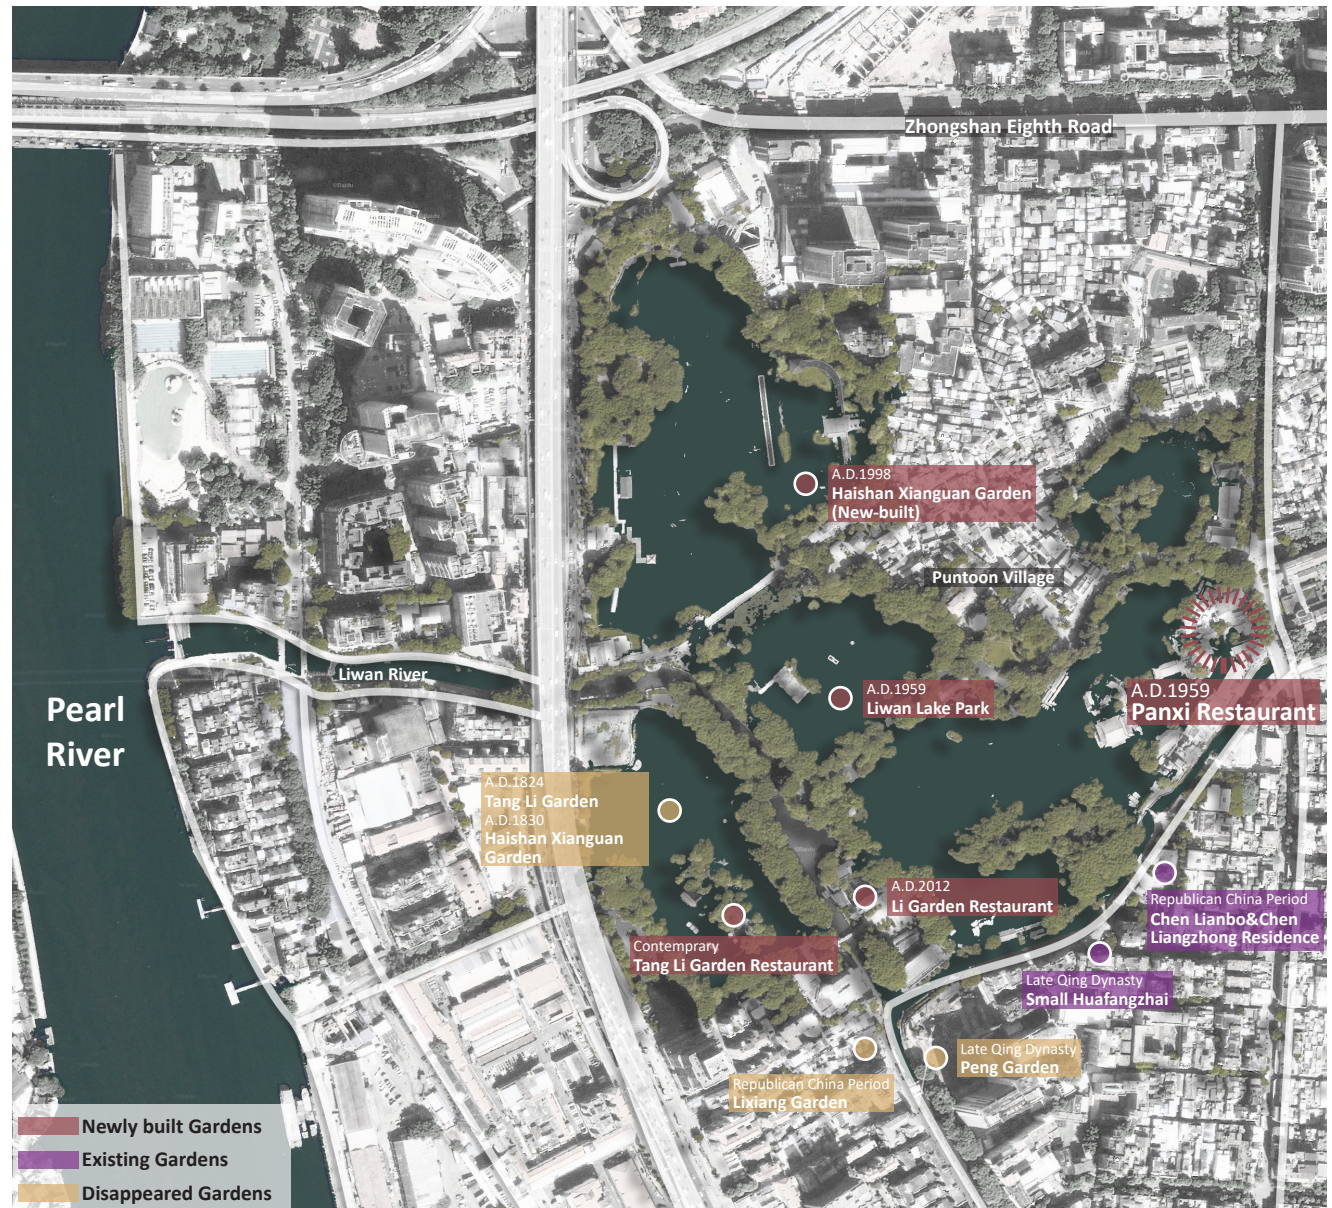 Zhongshan Eighth Road
A.D.1998
Haishan Xianguan Garden
(New-built)
Puntoon Village
Liwan River
A.D.1959
Liwan Lake Park
A.D.1959
Panxi Restaurant
Pearl
River
A.D.1824
Tang Li Garden
A.D.1830
Haishan Xianguan
Garden
A.D.2012
Li Garden Restaurant
Republican China Period
Chen Lianbo&Chen
Liangzhong Residence
Contemprary
Tang Li Garden Restaurant
Late Qing Dynasty
Small Huafangzhai
Late Qing Dynasty
Peng Garden
Republican China Period
Lixiang Garden
Newly built Gardens
Existing Gardens
Disappeared Gardens